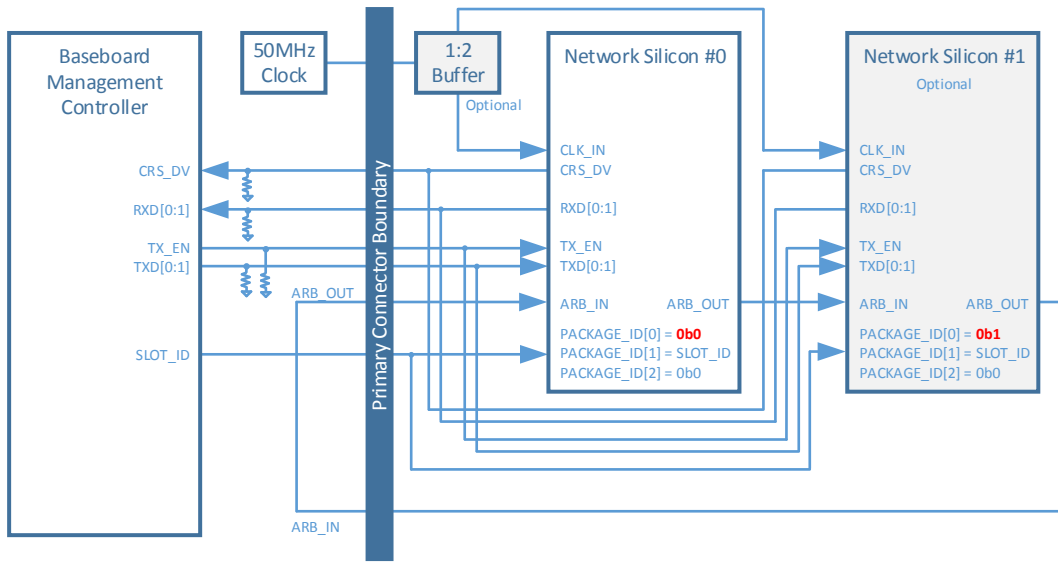 Baseboard
Management
Controller
CRS_DV
RXD[0:1]
TX_EN
TXD[0:1]
SLOT_ID
50MHz
Clock
ARB_OUT
ARB_IN
Primary Connector Boundary
1:2
Buffer
Optional
Network Silicon #0
CLK_IN
CRS_DV
RXD[0:1]
TX_EN
TXD[0:1]
ARB_IN
ARB_OUT
PACKAGE_ID[0] = 0b0
PACKAGE_ID[1] = SLOT_ID
PACKAGE_ID[2] = 0b0
Network Silicon #1
Optional
CLK_IN
CRS_DV
RXD[0:1]
TX_EN
TXD[0:1]
ARB_IN
ARB_OUT
PACKAGE_ID[0] = 0b1
PACKAGE_ID[1] = SLOT_ID
PACKAGE_ID[2] = 0b0